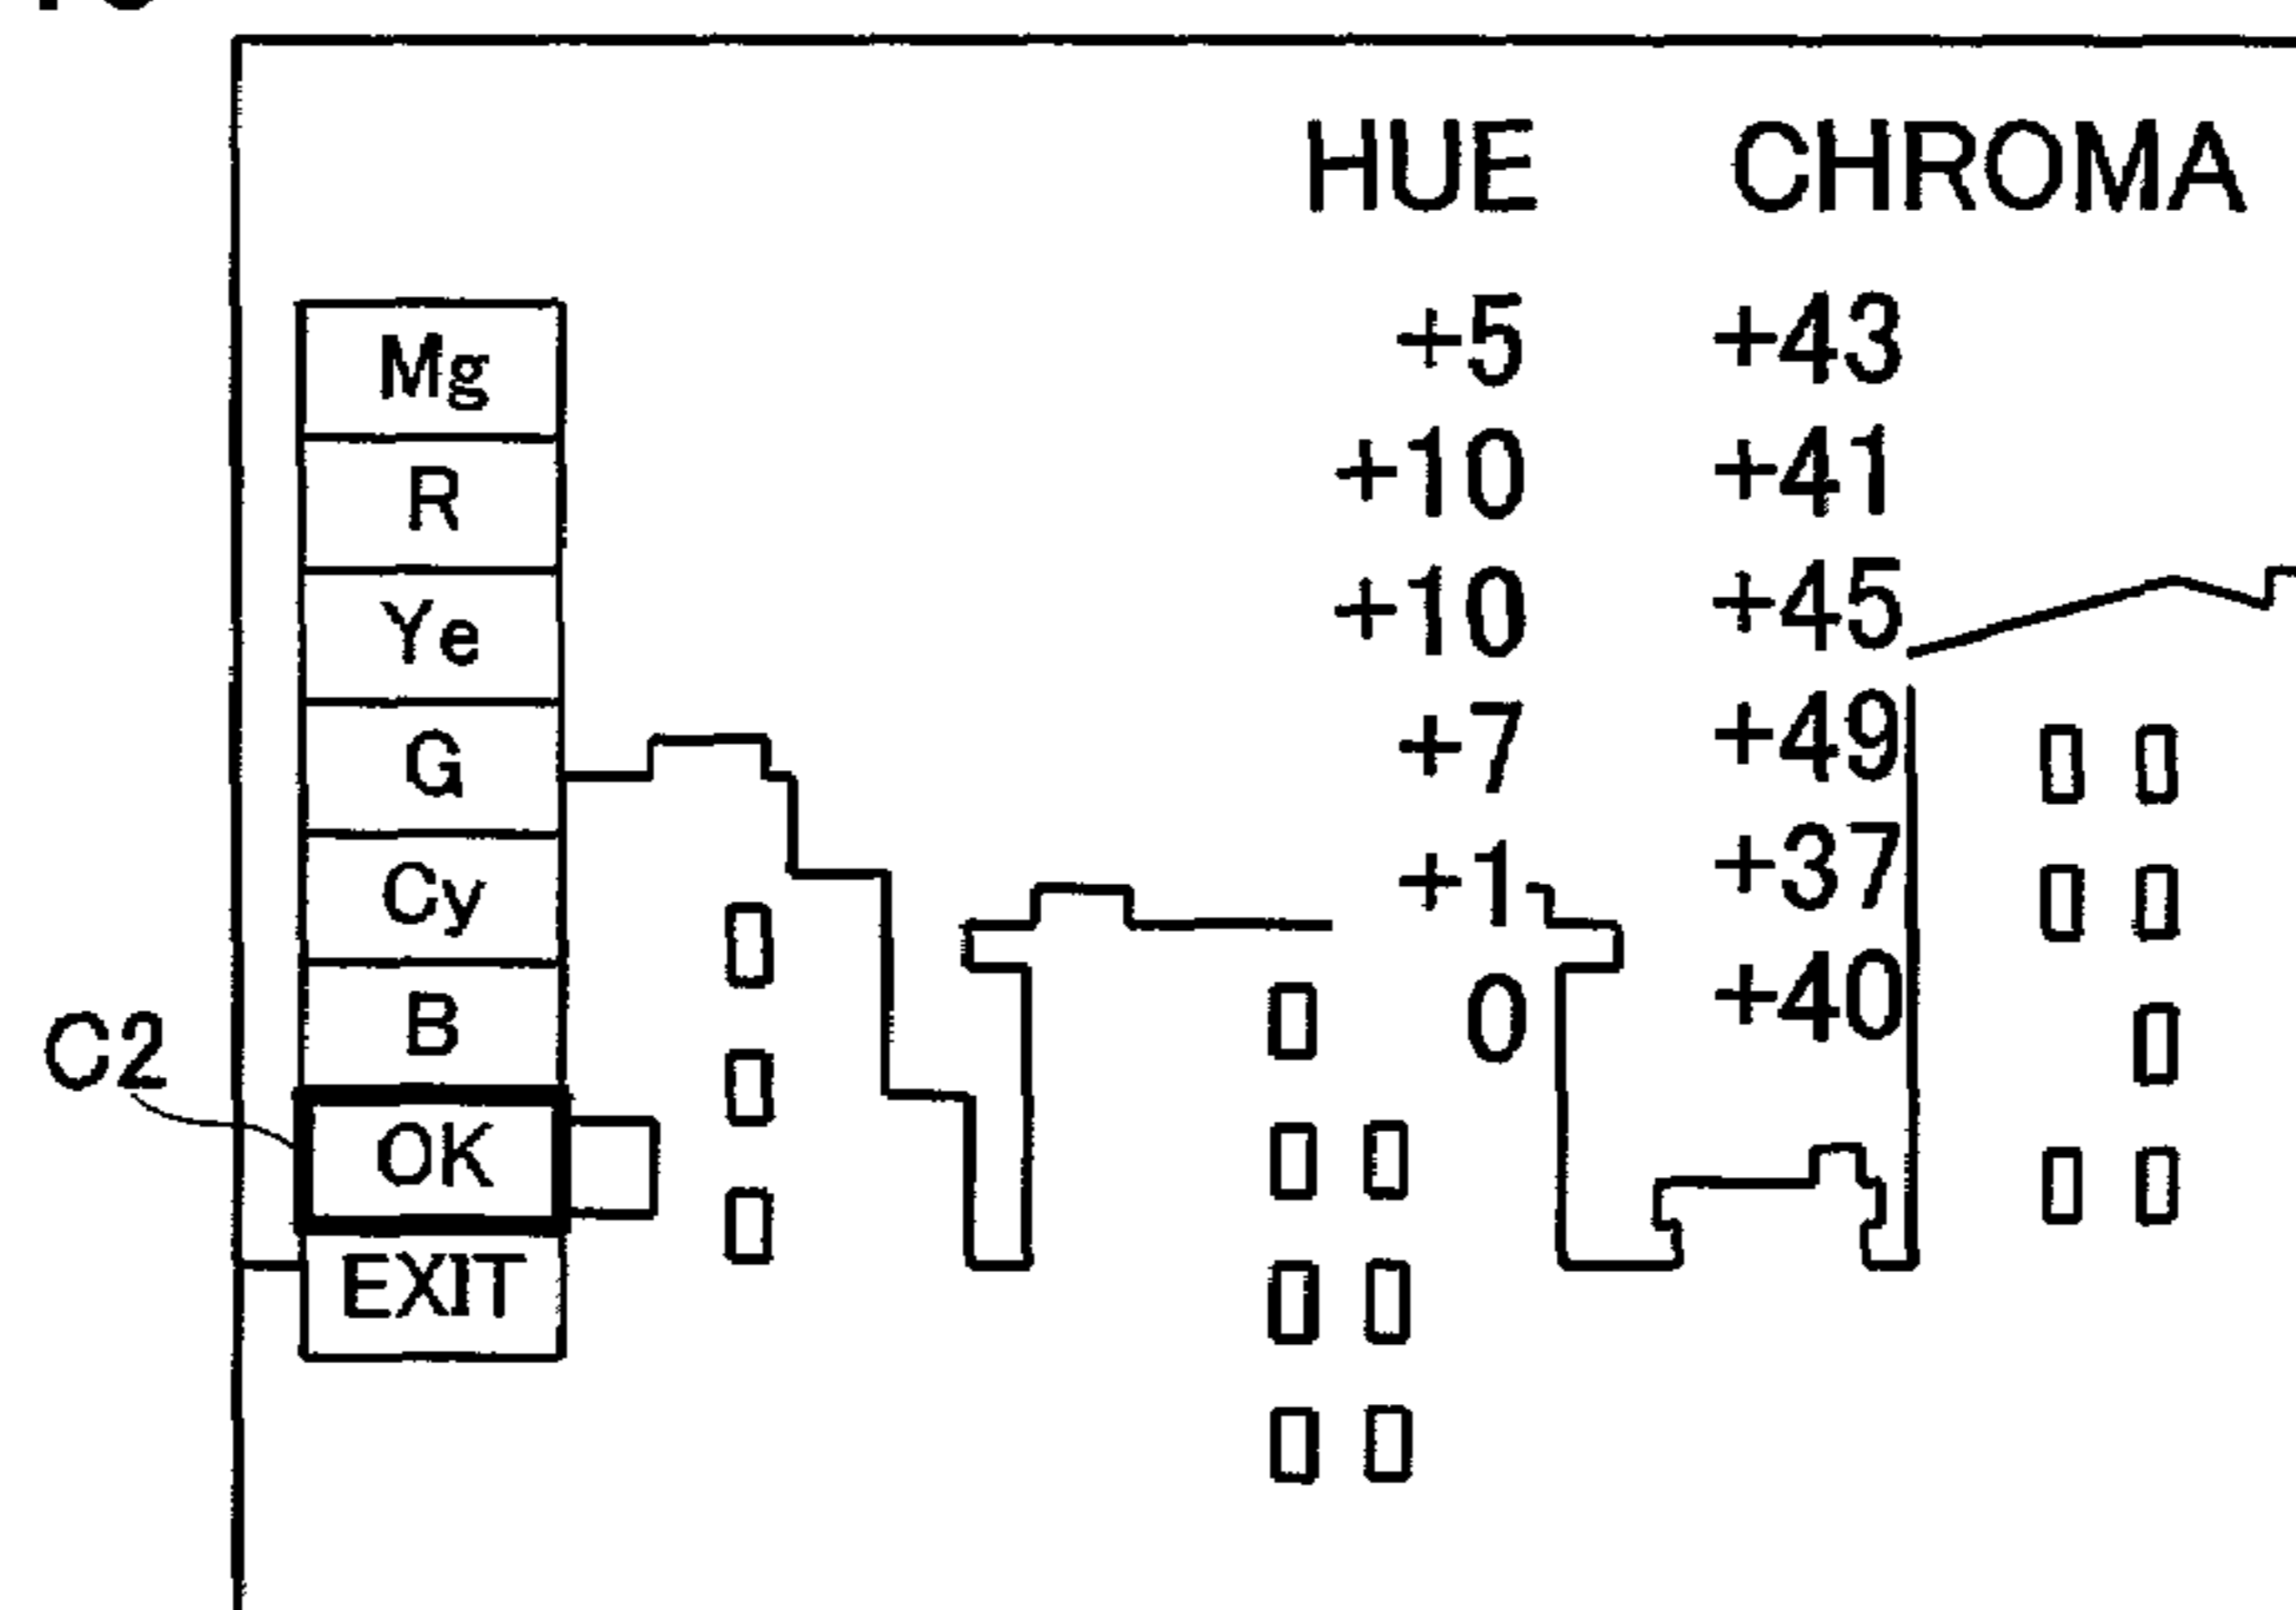 HUE CHROMA
Mg +5 +43
R +10 +41
Ye +10 +45
G +7 +49
Cy +1 +37
B 0 +40
C2
OK
EXIT